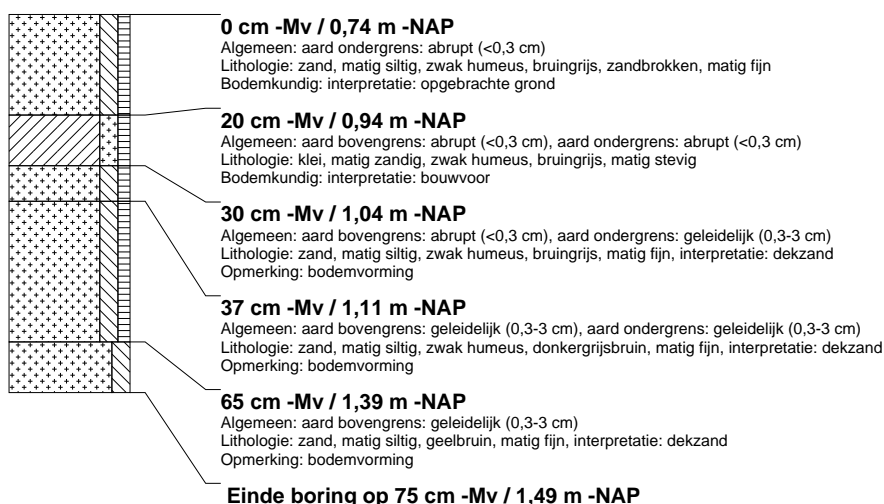 0 cm -Mv / 0,74 m -NAP
Algemeen: aard ondergrens: abrupt (<0,3 cm)
Lithologie: zand, matig siltig, zwak humeus, bruingrijs, zandbrokken, matig fijn
Bodemkundig: interpretatie: opgebrachte grond
20 cm -Mv / 0,94 m -NAP
Algemeen: aard bovengrens: abrupt (<0,3 cm), aard ondergrens: abrupt (<0,3 cm)
Lithologie: klei, matig zandig, zwak humeus, bruingrijs, matig stevig
Bodemkundig: interpretatie: bouwvoor
30 cm -Mv / 1,04 m -NAP
Algemeen: aard bovengrens: abrupt (<0,3 cm), aard ondergrens: geleidelijk (0,3-3 cm)
Lithologie: zand, matig siltig, zwak humeus, bruingrijs, matig fijn, interpretatie: dekzand
Opmerking: bodemvorming
37 cm -Mv / 1,11 m -NAP
Algemeen: aard bovengrens: geleidelijk (0,3-3 cm), aard ondergrens: geleidelijk (0,3-3 cm)
Lithologie: zand, matig siltig, zwak humeus, donkergrijsbruin, matig fijn, interpretatie: dekzand
Opmerking: bodemvorming
65 cm -Mv / 1,39 m -NAP
Algemeen: aard bovengrens: geleidelijk (0,3-3 cm)
Lithologie: zand, matig siltig, geelbruin, matig fijn, interpretatie: dekzand
Opmerking: bodemvorming
Einde boring op 75 cm -Mv / 1,49 m -NAP